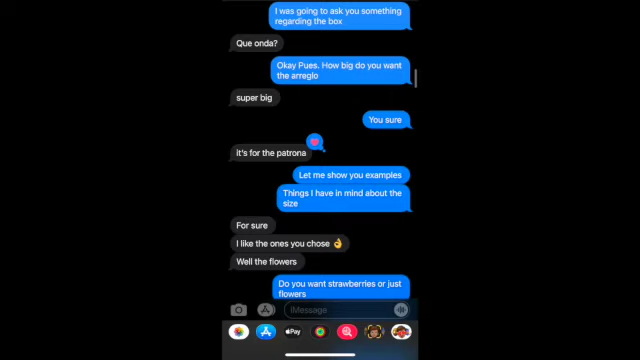 I was going to ask you something
regarding the box
Que onda?
Okay Pues. How big do you want
the arreglo
super big
You sure
it's for the patrona
Let me show you examples
Things I have in mind about the
size
For sure
I like the ones you chose 👌
Well the flowers
Do you want strawberries or just
flowers
iMessage
Pay